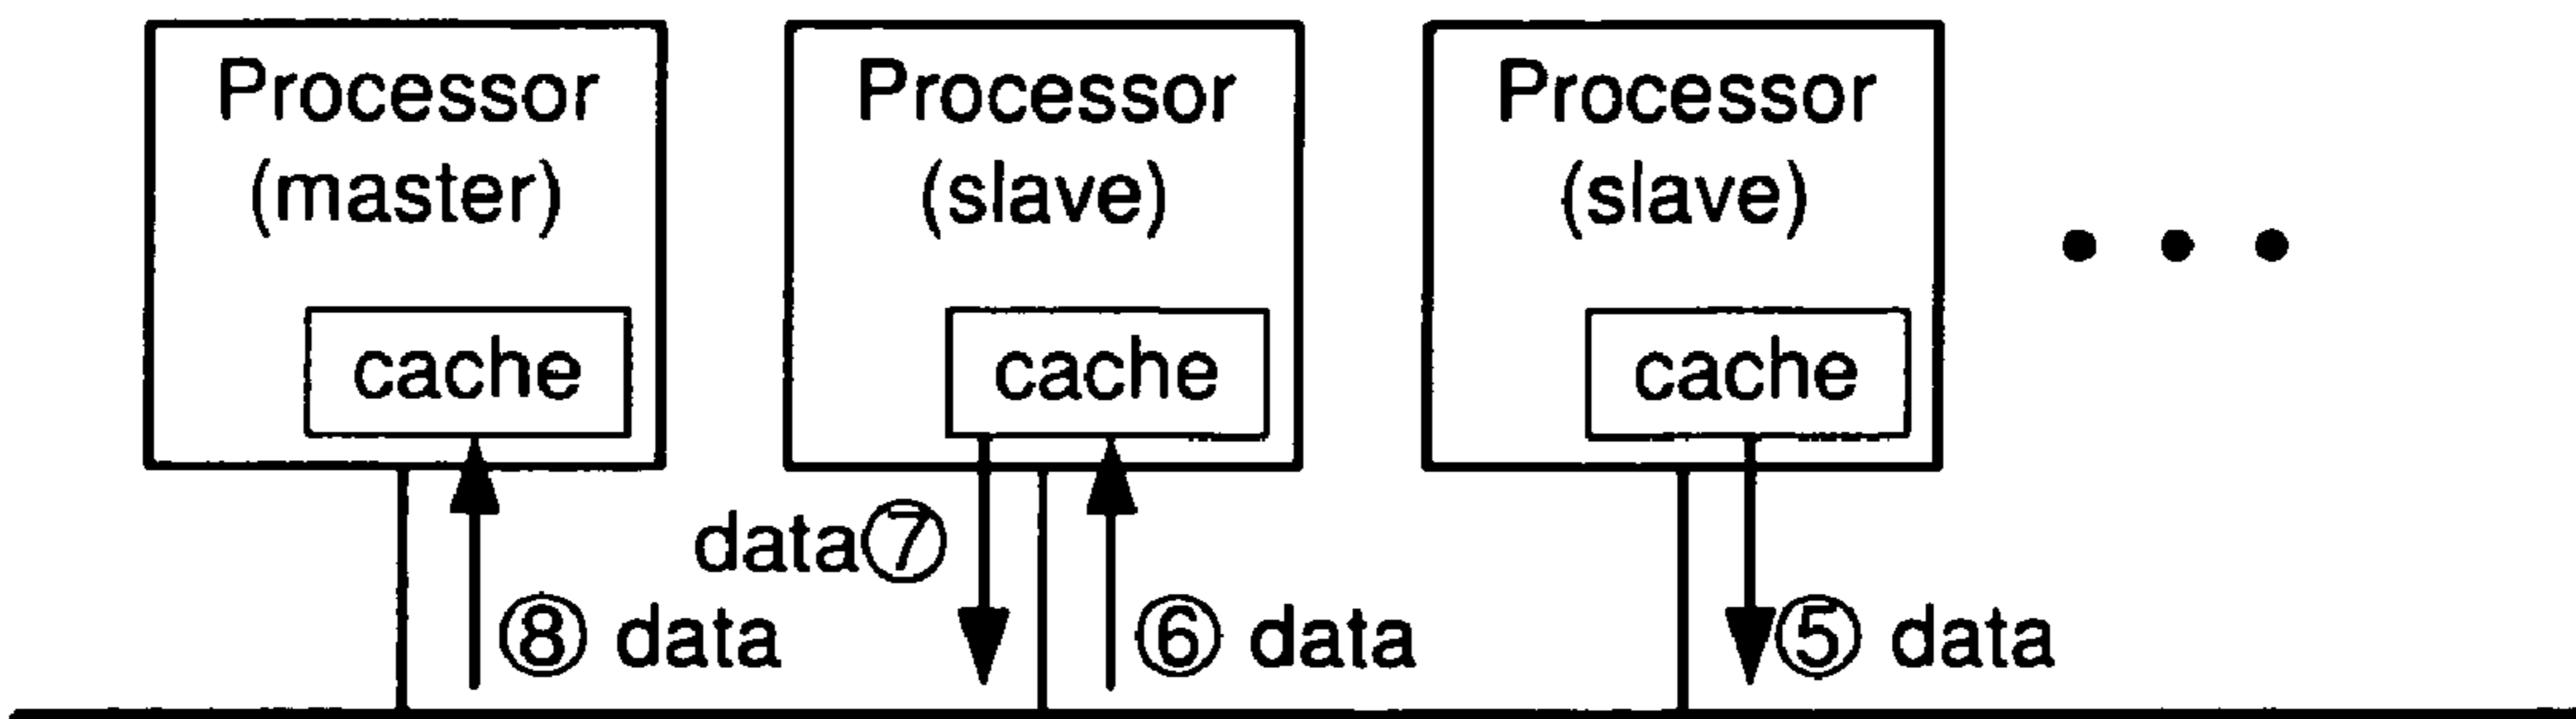 Processor
(master)
cache
Processor
(slave)
cache
Processor
(slave)
cache
• • •
data⑦
⑧ data
⑥ data
⑤ data